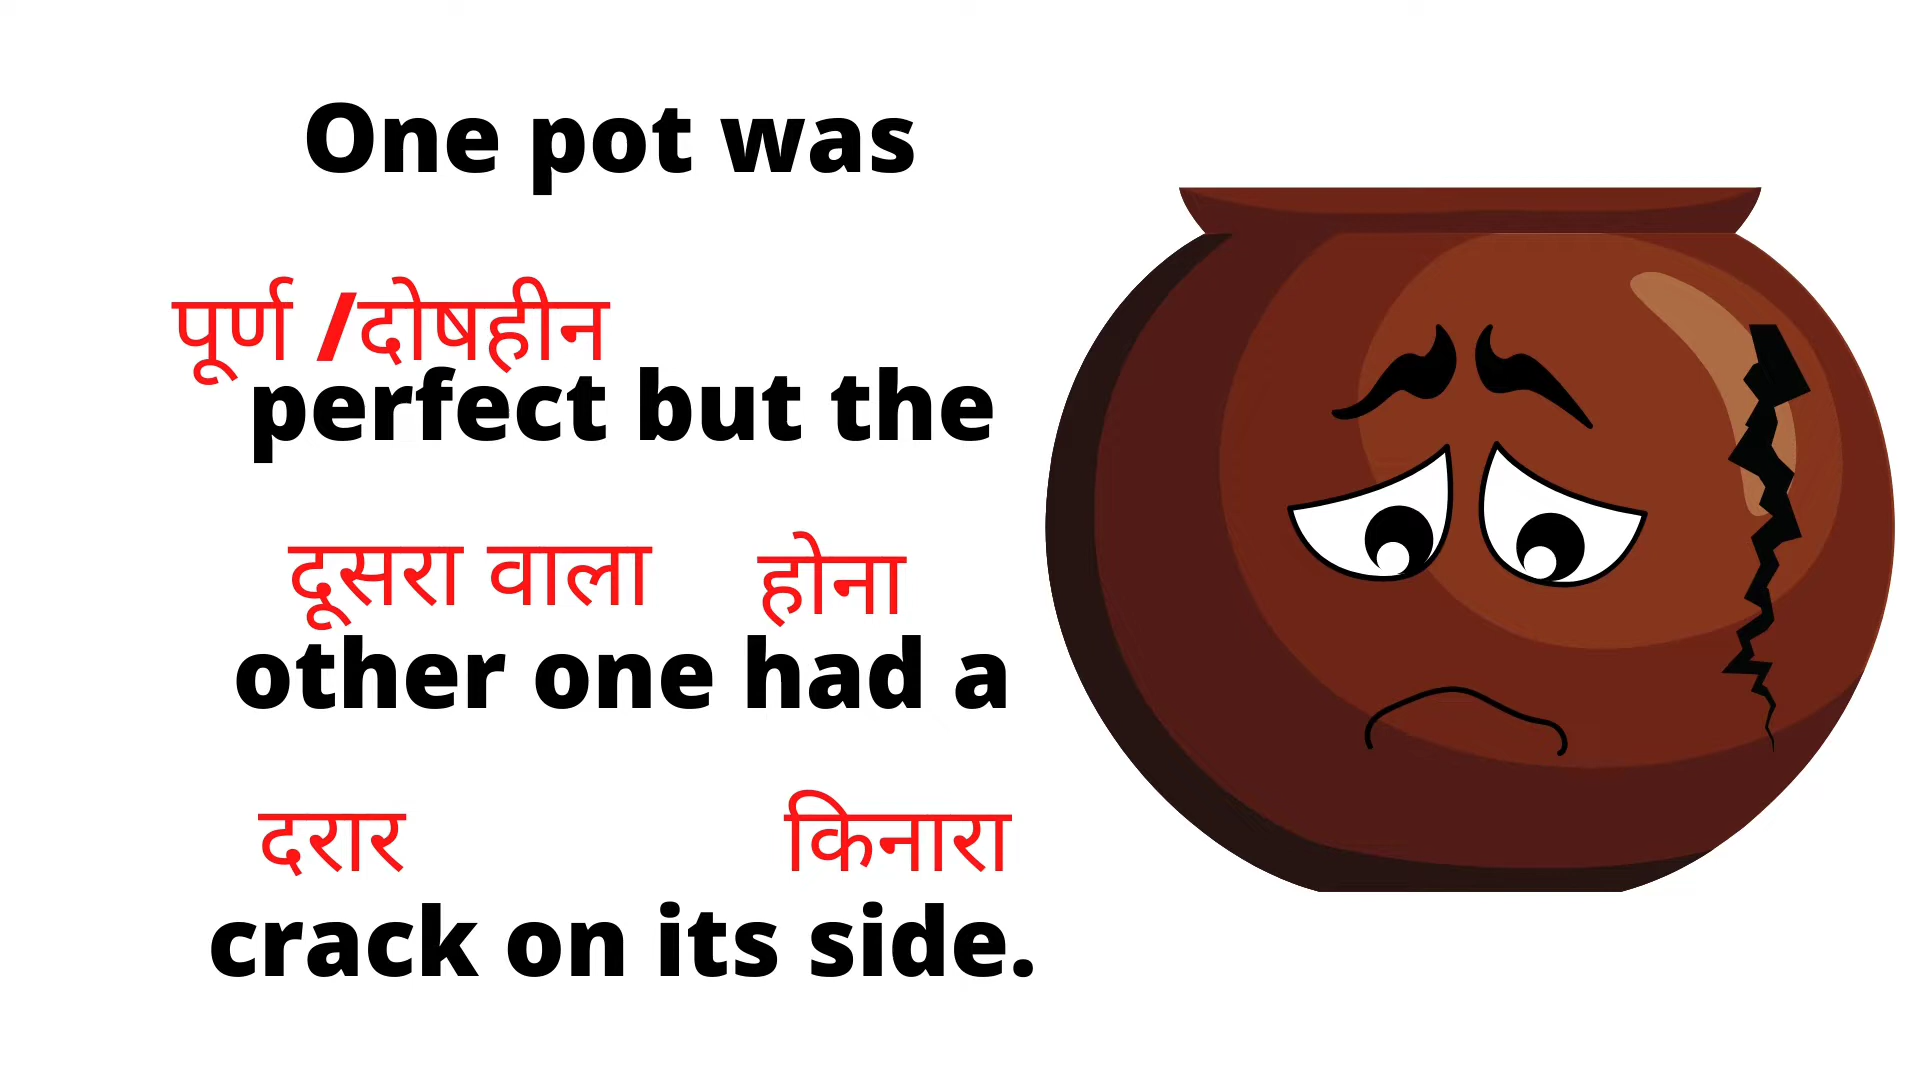 One pot was
पूर्ण /दोषहीन
perfect but the
दूसरा वाला होना
other one had a
दरार किनारा
crack on its side.